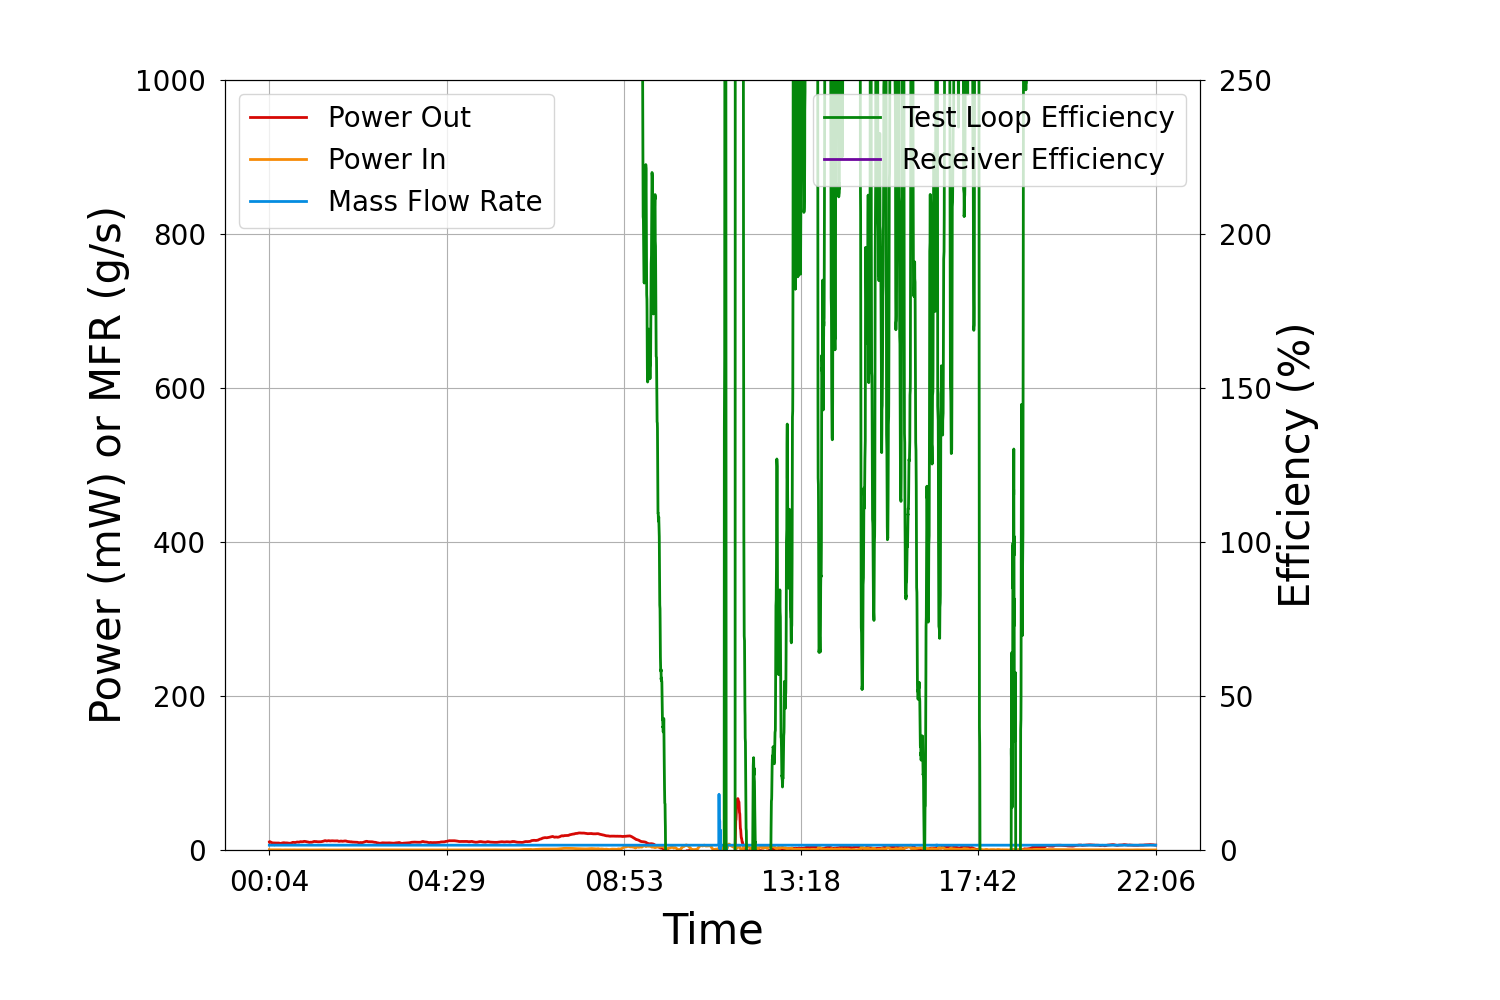 1000
800
600
400
200
0
Power (mW) or MFR (g/s)
Power Out
Power In
Mass Flow Rate
Test Loop Efficiency
Receiver Efficiency
250
200
150
100
50
0
Efficiency (%)
00:04 04:29 08:53 13:18 17:42 22:06
Time